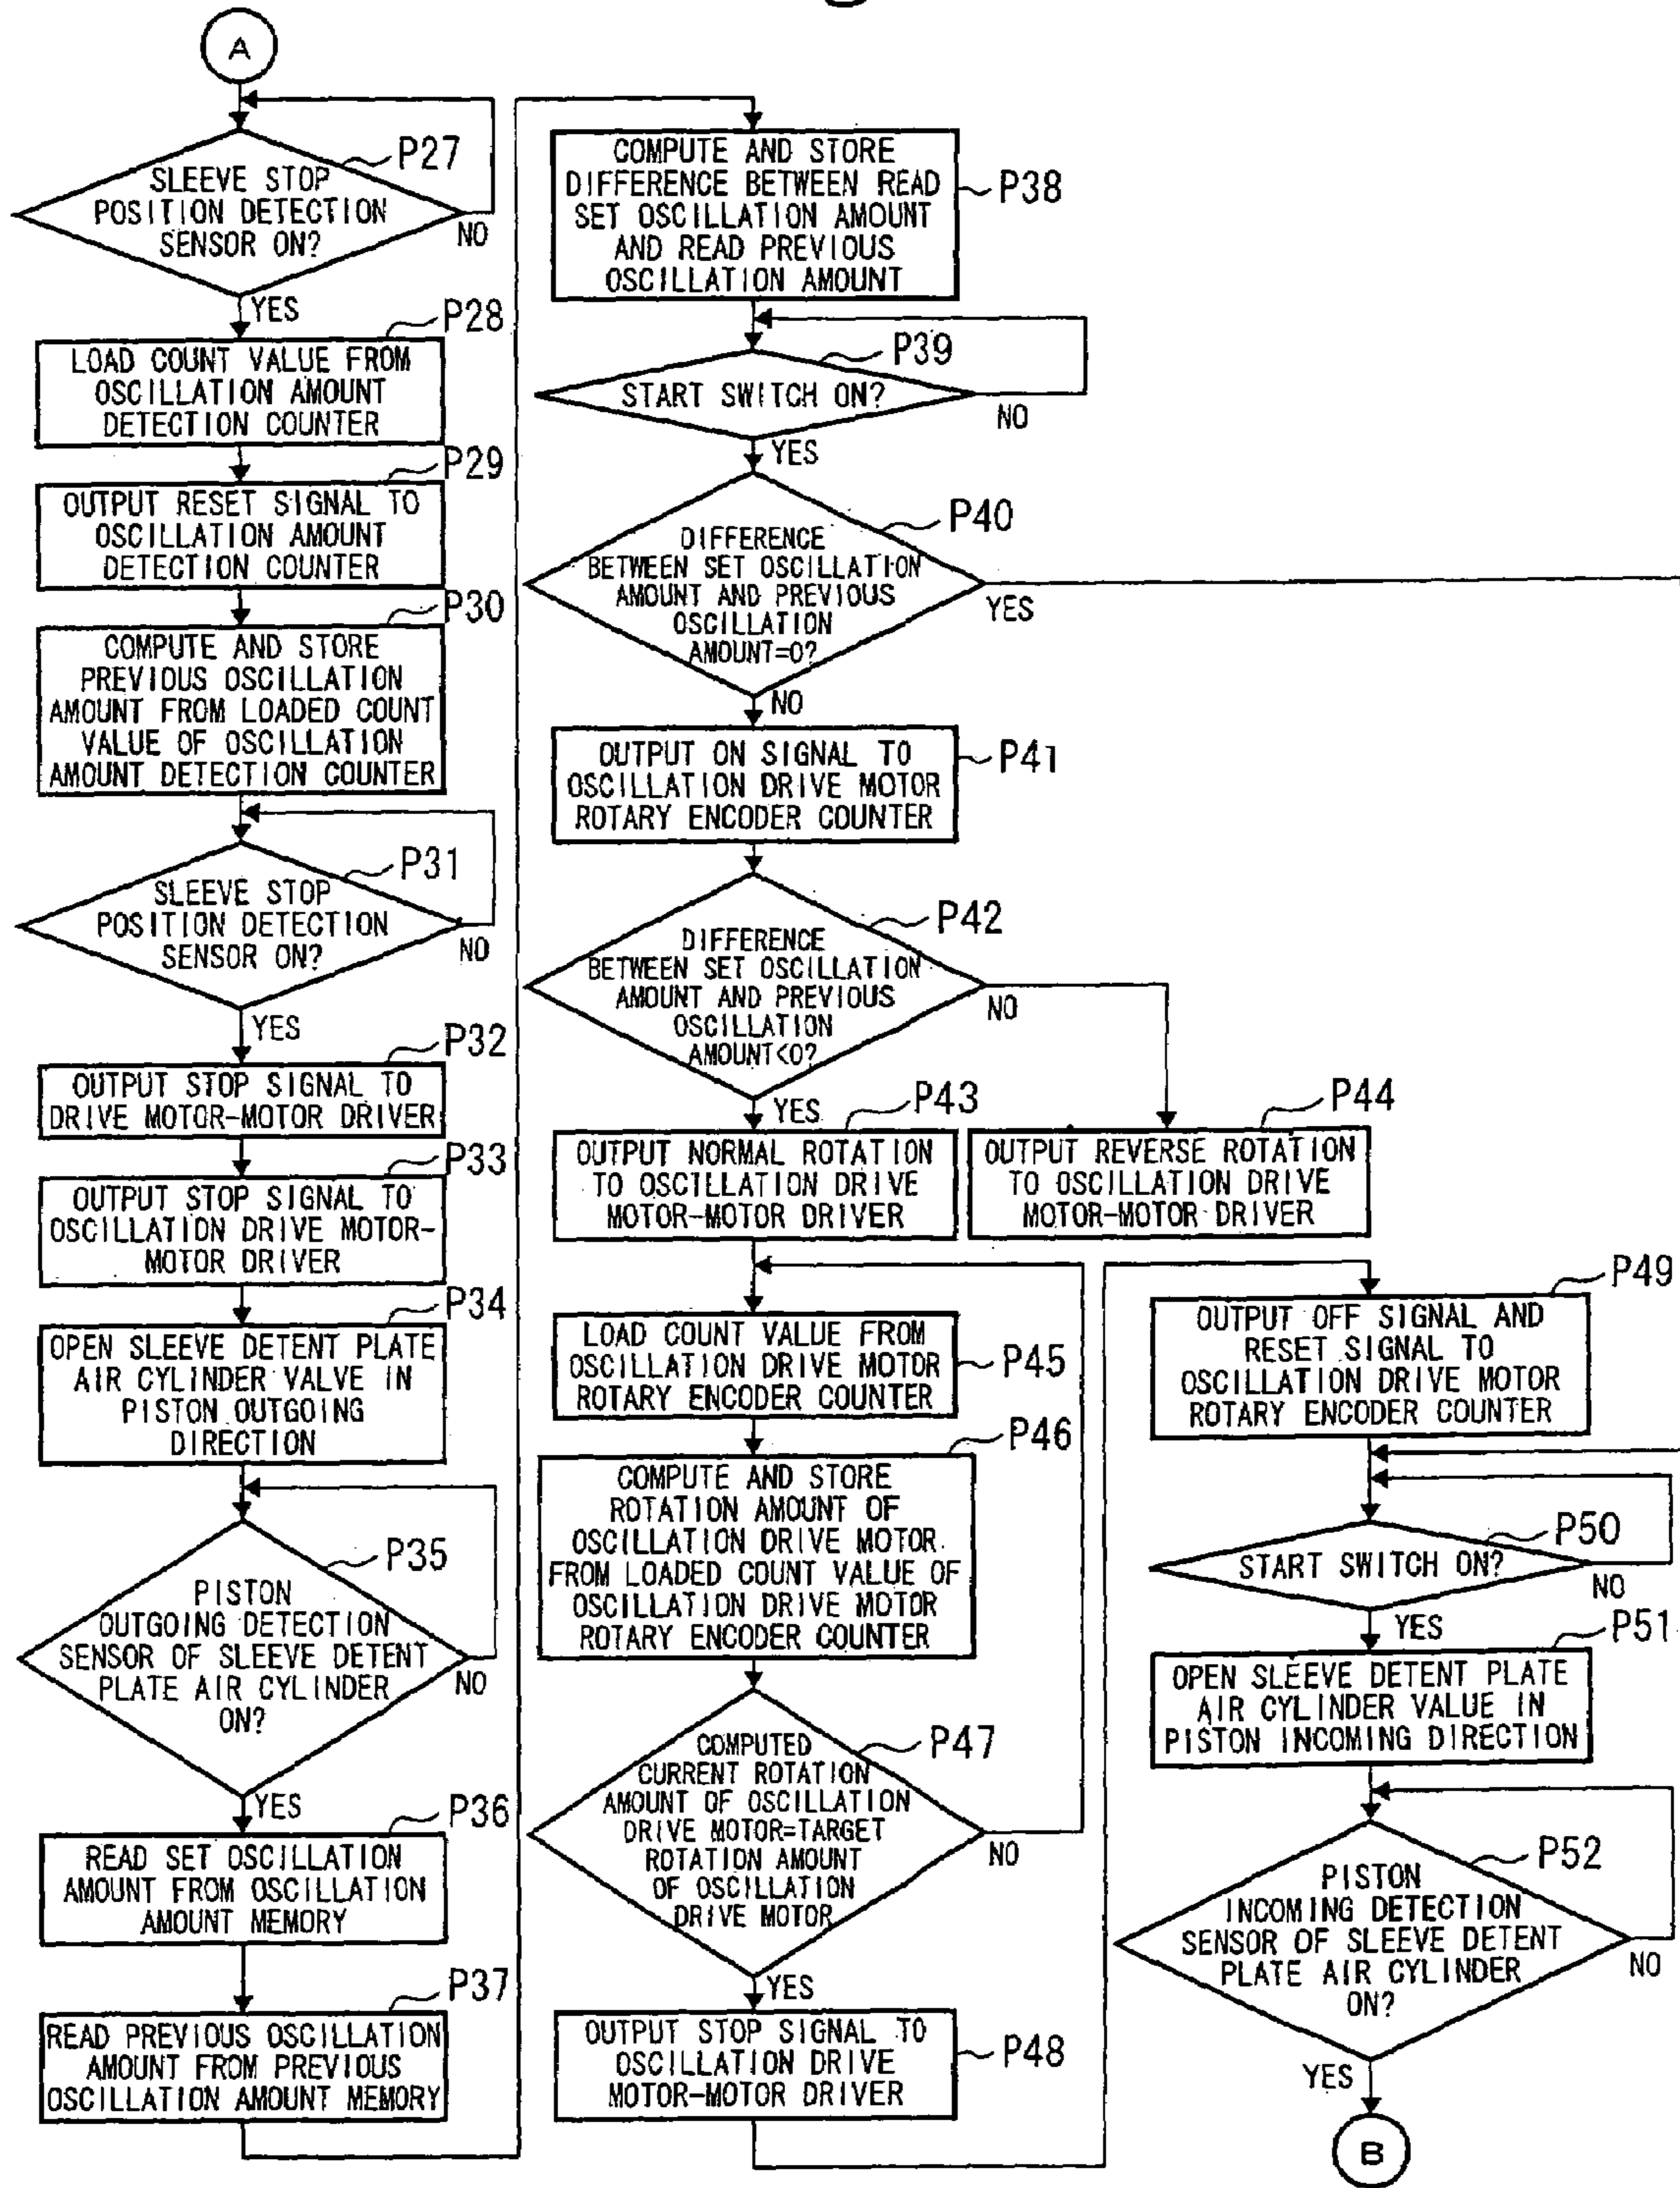 A
P27
SLEEVE STOP
POSITION DETECTION
SENSOR ON?
NO
YES
P28
LOAD COUNT VALUE FROM
OSCILLATION AMOUNT
DETECTION COUNTER
P29
OUTPUT RESET SIGNAL TO
OSCILLATION AMOUNT
DETECTION COUNTER
P30
COMPUTE AND STORE
PREVIOUS OSCILLATION
AMOUNT FROM LOADED COUNT
VALUE OF OSCILLATION
AMOUNT DETECTION COUNTER
P31
SLEEVE STOP
POSITION DETECTION
SENSOR ON?
NO
YES
P32
OUTPUT STOP SIGNAL TO
DRIVE MOTOR-MOTOR DRIVER
P33
OUTPUT STOP SIGNAL TO
OSCILLATION DRIVE MOTOR-
MOTOR DRIVER
P34
OPEN SLEEVE DETENT PLATE
AIR CYLINDER VALVE IN
PISTON OUTGOING
DIRECTION
P35
PISTON
OUTGOING DETECTION
SENSOR OF SLEEVE DETENT
PLATE AIR CYLINDER
ON?
NO
YES
P36
READ SET OSCILLATION
AMOUNT FROM OSCILLATION
AMOUNT MEMORY
P37
READ PREVIOUS OSCILLATION
AMOUNT FROM PREVIOUS
OSCILLATION AMOUNT MEMORY
COMPUTE AND STORE
DIFFERENCE BETWEEN READ
SET OSCILLATION AMOUNT
AND READ PREVIOUS
OSCILLATION AMOUNT
P38
P39
START SWITCH ON?
NO
YES
P40
DIFFERENCE
BETWEEN SET OSCILLATION
AMOUNT AND PREVIOUS
OSCILLATION
AMOUNT=0?
YES
NO
OUTPUT ON SIGNAL TO
OSCILLATION DRIVE MOTOR
ROTARY ENCODER COUNTER
P41
P42
DIFFERENCE
BETWEEN SET OSCILLATION
AMOUNT AND PREVIOUS
OSCILLATION
AMOUNT<0?
NO
YES
P43
OUTPUT NORMAL ROTATION
TO OSCILLATION DRIVE
MOTOR-MOTOR DRIVER
P44
OUTPUT REVERSE ROTATION
TO OSCILLATION DRIVE
MOTOR-MOTOR DRIVER
LOAD COUNT VALUE FROM
OSCILLATION DRIVE MOTOR
ROTARY ENCODER COUNTER
P45
P46
COMPUTE AND STORE
ROTATION AMOUNT OF
OSCILLATION DRIVE MOTOR
FROM LOADED COUNT VALUE OF
OSCILLATION DRIVE MOTOR
ROTARY ENCODER COUNTER
P47
COMPUTED
CURRENT ROTATION
AMOUNT OF OSCILLATION
DRIVE MOTOR=TARGET
ROTATION AMOUNT
OF OSCILLATION
DRIVE MOTOR
NO
YES
OUTPUT STOP SIGNAL TO
OSCILLATION DRIVE
MOTOR-MOTOR DRIVER
P48
P49
OUTPUT OFF SIGNAL AND
RESET SIGNAL TO
OSCILLATION DRIVE MOTOR
ROTARY ENCODER COUNTER
P50
START SWITCH ON?
NO
YES
P51
OPEN SLEEVE DETENT PLATE
AIR CYLINDER VALUE IN
PISTON INCOMING DIRECTION
P52
PISTON
INCOMING DETECTION
SENSOR OF SLEEVE DETENT
PLATE AIR CYLINDER
ON?
NO
YES
B